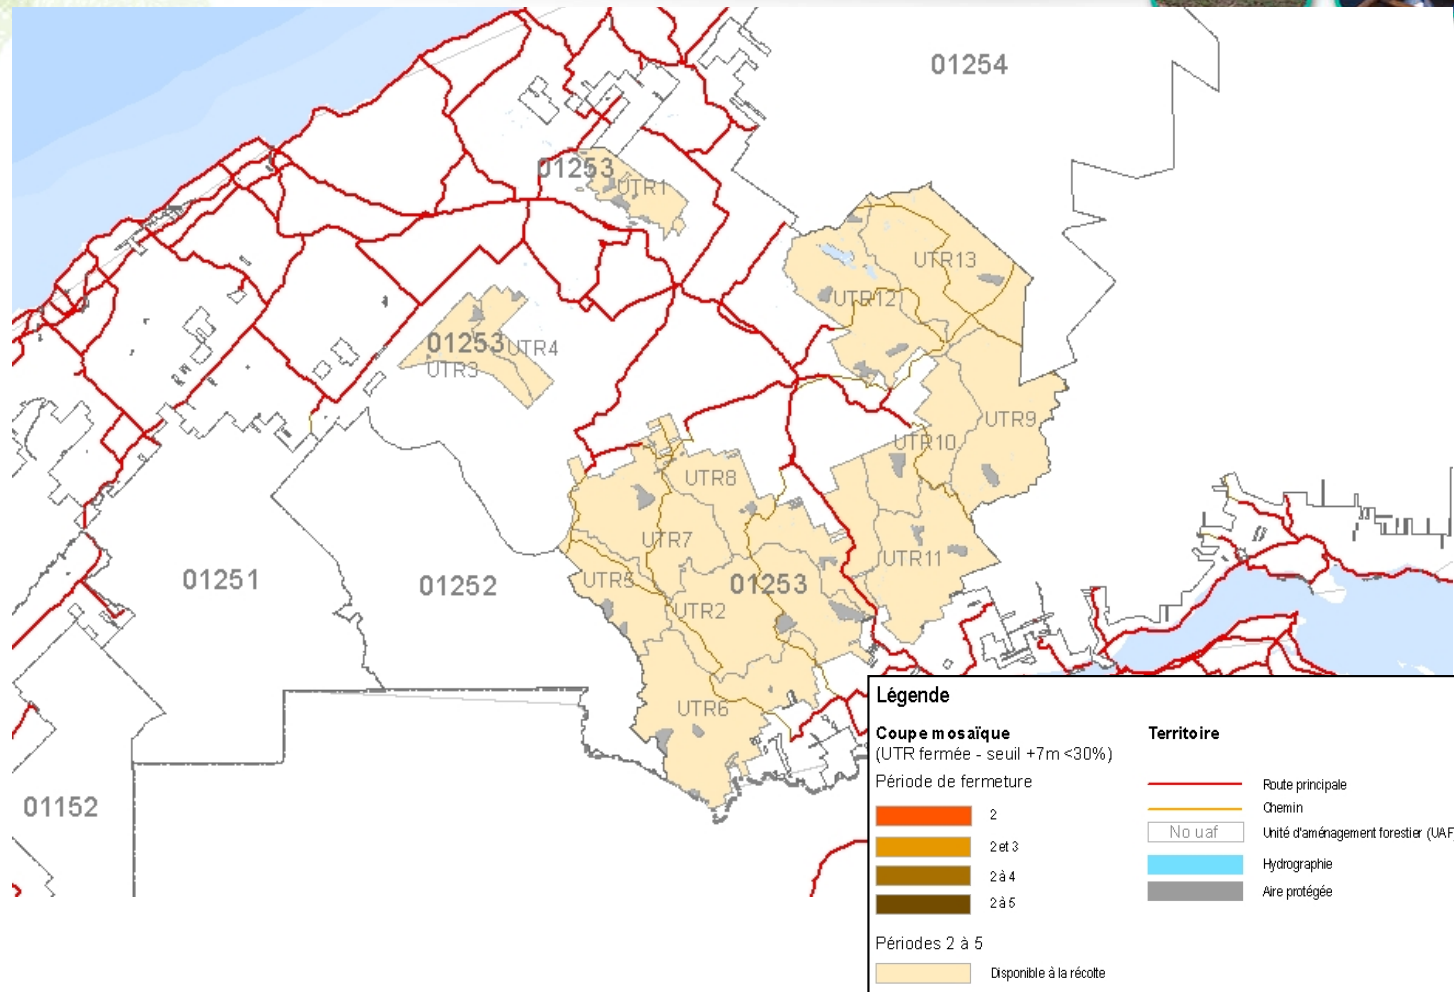 01254
01253
UTR1
UTR13
UTR12
01253
UTR4
UTR3
UTR9
UTR10
UTR8
UTR7
UTR11
UTR5
01251
01252
01253
UTR2
UTR6
01152
Légende
Coupe mosaïque
(UTR fermée - seuil +7m <30%)
Période de fermeture
2
2 et 3
2 à 4
2 à 5
Périodes 2 à 5
Disponible à la récolte
Territoire
Route principale
Chemin
No uaf
Unité d'aménagement forestier (UAF
Hydrographie
Aire protégée